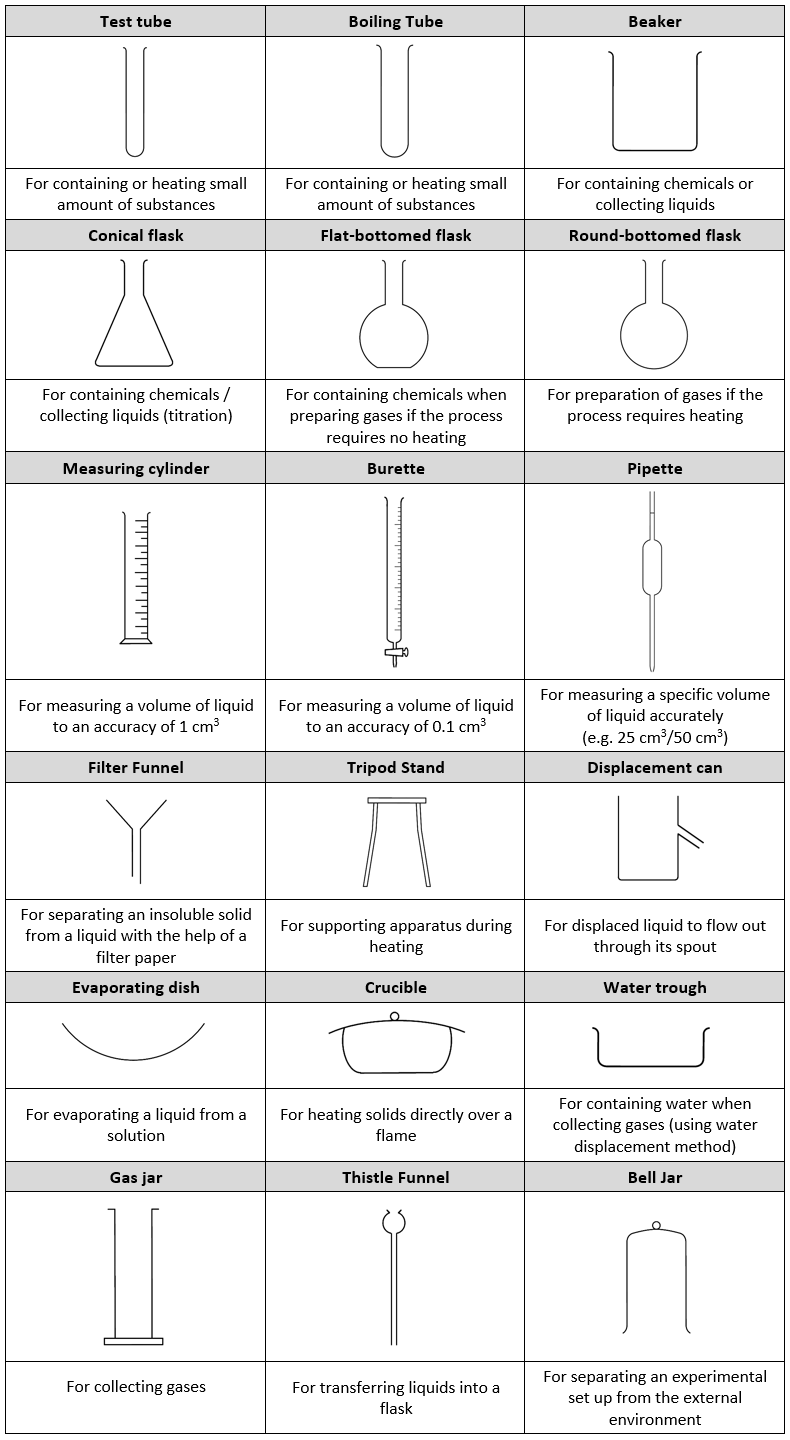 Test tube
Boiling Tube
Beaker
For containing or heating small
amount of substances
For containing or heating small
amount of substances
For containing chemicals or
collecting liquids
Conical flask
Flat-bottomed flask
Round-bottomed flask
For containing chemicals /
collecting liquids (titration)
For containing chemicals when
preparing gases if the process
requires no heating
For preparation of gases if the
process requires heating
Measuring cylinder
Burette
Pipette
For measuring a volume of liquid
to an accuracy of 1 cm³
For measuring a volume of liquid
to an accuracy of 0.1 cm³
For measuring a specific volume
of liquid accurately
(e.g. 25 cm³/50 cm³)
Filter Funnel
Tripod Stand
Displacement can
For separating an insoluble solid
from a liquid with the help of a
filter paper
For supporting apparatus during
heating
For displaced liquid to flow out
through its spout
Evaporating dish
Crucible
Water trough
For evaporating a liquid from a
solution
For heating solids directly over a
flame
For containing water when
collecting gases (using water
displacement method)
Gas jar
Thistle Funnel
Bell Jar
For collecting gases
For transferring liquids into a
flask
For separating an experimental
set up from the external
environment